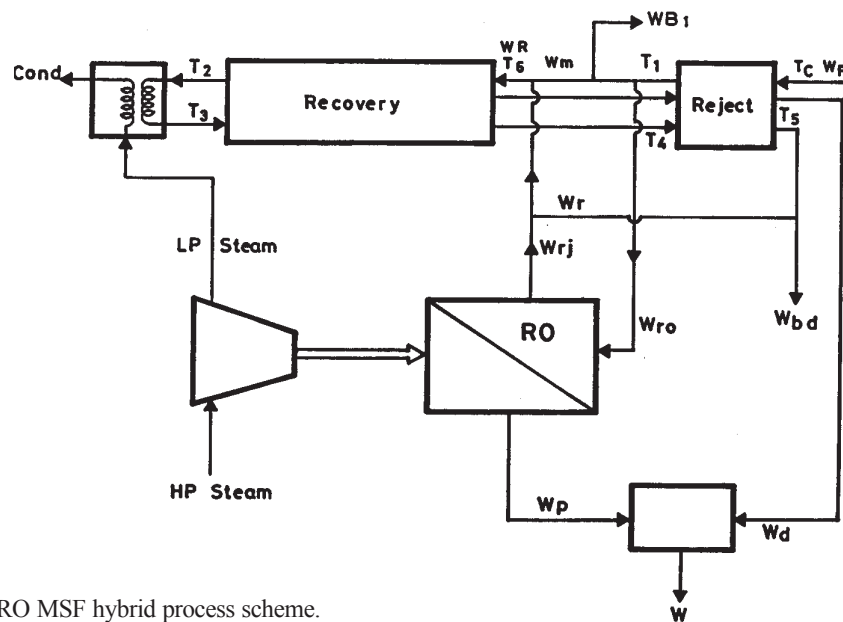 WB1
Cond
T2
T3
Recovery
WR
T6
Wm
T1
Reject
Tc
T5
T4
LP Steam
Wr
Wrj
RO
Wro
Wbd
HP Steam
Wp
Wd
W
RO MSF hybrid process scheme.